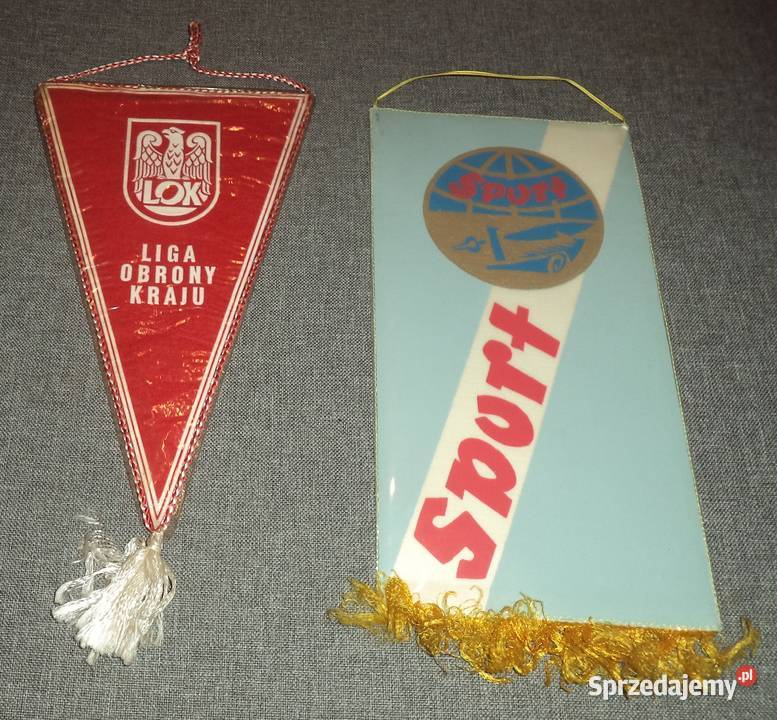 LOK
LIGA
OBRONY
KRAJU
Sport
Sport
Sprzedajemy.pl